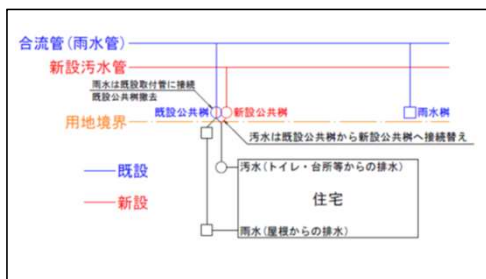 合流管(雨水管)
新設汚水管
雨水は既設取付管に接続
既設公共桝撤去
既設公共桝
新設公共桝
雨水桝
用地境界
汚水は既設公共桝から新設公共桝へ接続替え
既設
汚水(トイレ・台所等からの排水)
新設
住宅
雨水(屋根からの排水)